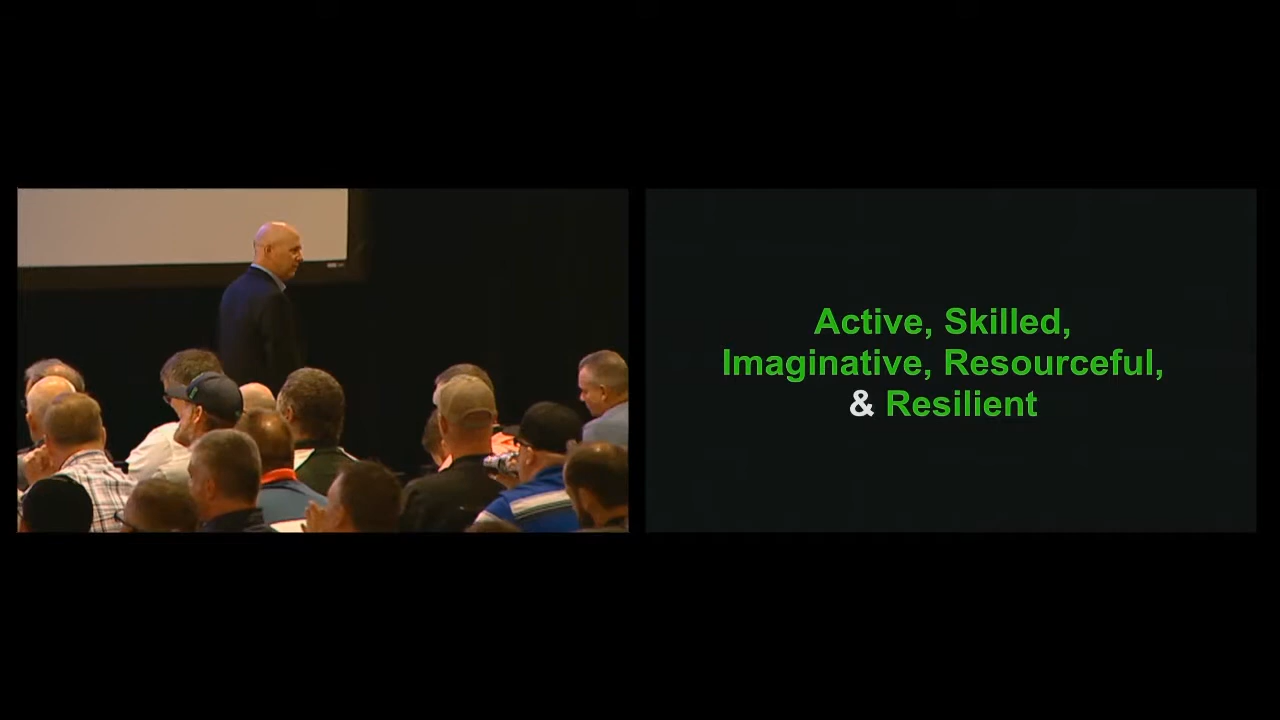 Active, Skilled,
Imaginative, Resourceful,
& Resilient